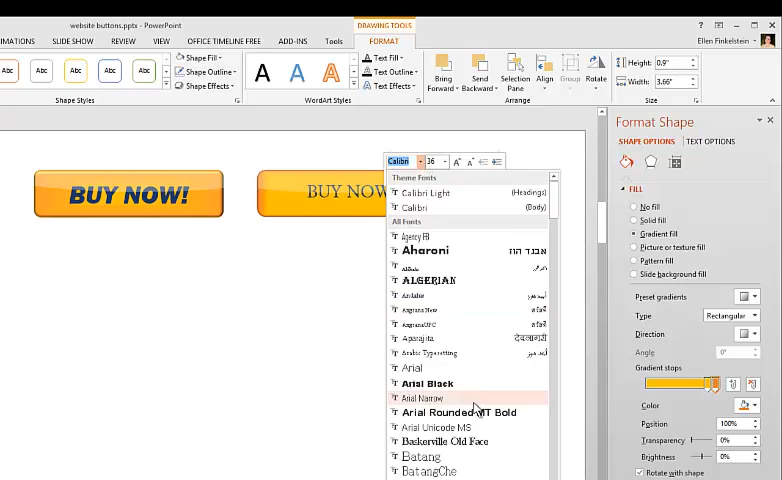 website buttons.pptx - PowerPoint
DRAWING TOOLS
? 
ANIMATIONS SLIDE SHOW REVIEW VIEW OFFICE TIMELINE FREE ADD-INS Tools FORMAT Ellen Finkelstein
Abc Abc Abc Abc Abc
Shape Fill
Shape Outline
Shape Effects
A A A
Text Fill
Text Outline
Text Effects
Bring Forward
Send Backward
Selection Pane
Align
Group
Rotate
Height: 0.9"
Width: 3.66"
Shape Styles WordArt Styles Arrange Size
BUY NOW!
BUY NOW
Calibri 36
Theme Fonts
Calibri Light (Headings)
Calibri (Body)
All Fonts
Agency FB
Aharoni אבגד הוז
ALGERIAN
Andalus
AngsanaNew
AngsanaUPC
Aparajita देवनागरी
Arabic Typesetting
Arial
Arial Black
Arial Narrow
Arial Rounded MT Bold
Arial Unicode MS
Baskerville Old Face
Batang
BatangChe
Format Shape
SHAPE OPTIONS TEXT OPTIONS
FILL
No fill
Solid fill
Gradient fill
Picture or texture fill
Pattern fill
Slide background fill
Preset gradients
Type Rectangular
Direction
Angle 0°
Gradient stops
Color
Position 100%
Transparency 0%
Brightness 0%
Rotate with shape